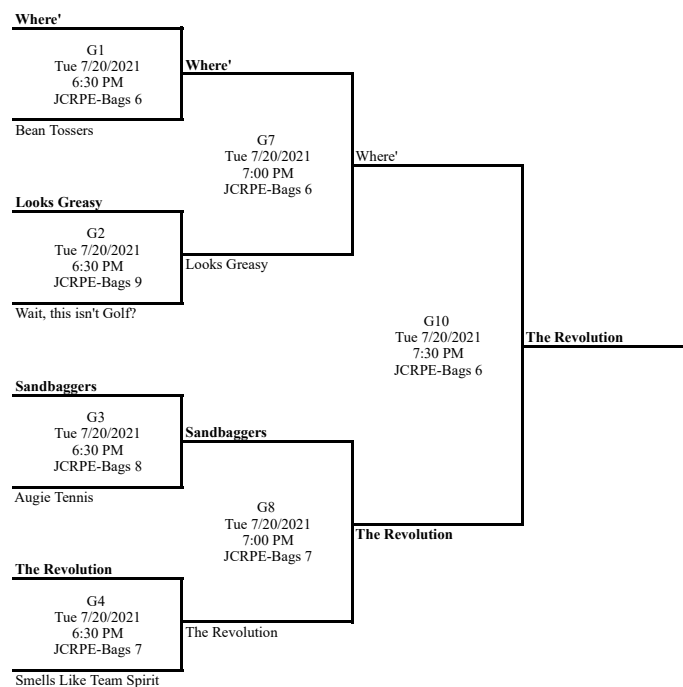 Where'
G1
Tue 7/20/2021
6:30 PM
JCRPE-Bags 6
Bean Tossers
Where'
G7
Tue 7/20/2021
7:00 PM
JCRPE-Bags 6
Looks Greasy
G2
Tue 7/20/2021
6:30 PM
JCRPE-Bags 9
Wait, this isn't Golf?
Looks Greasy
Where'
G10
Tue 7/20/2021
7:30 PM
JCRPE-Bags 6
The Revolution
Sandbaggers
G3
Tue 7/20/2021
6:30 PM
JCRPE-Bags 8
Augie Tennis
Sandbaggers
G8
Tue 7/20/2021
7:00 PM
JCRPE-Bags 7
The Revolution
The Revolution
G4
Tue 7/20/2021
6:30 PM
JCRPE-Bags 7
Smells Like Team Spirit
The Revolution